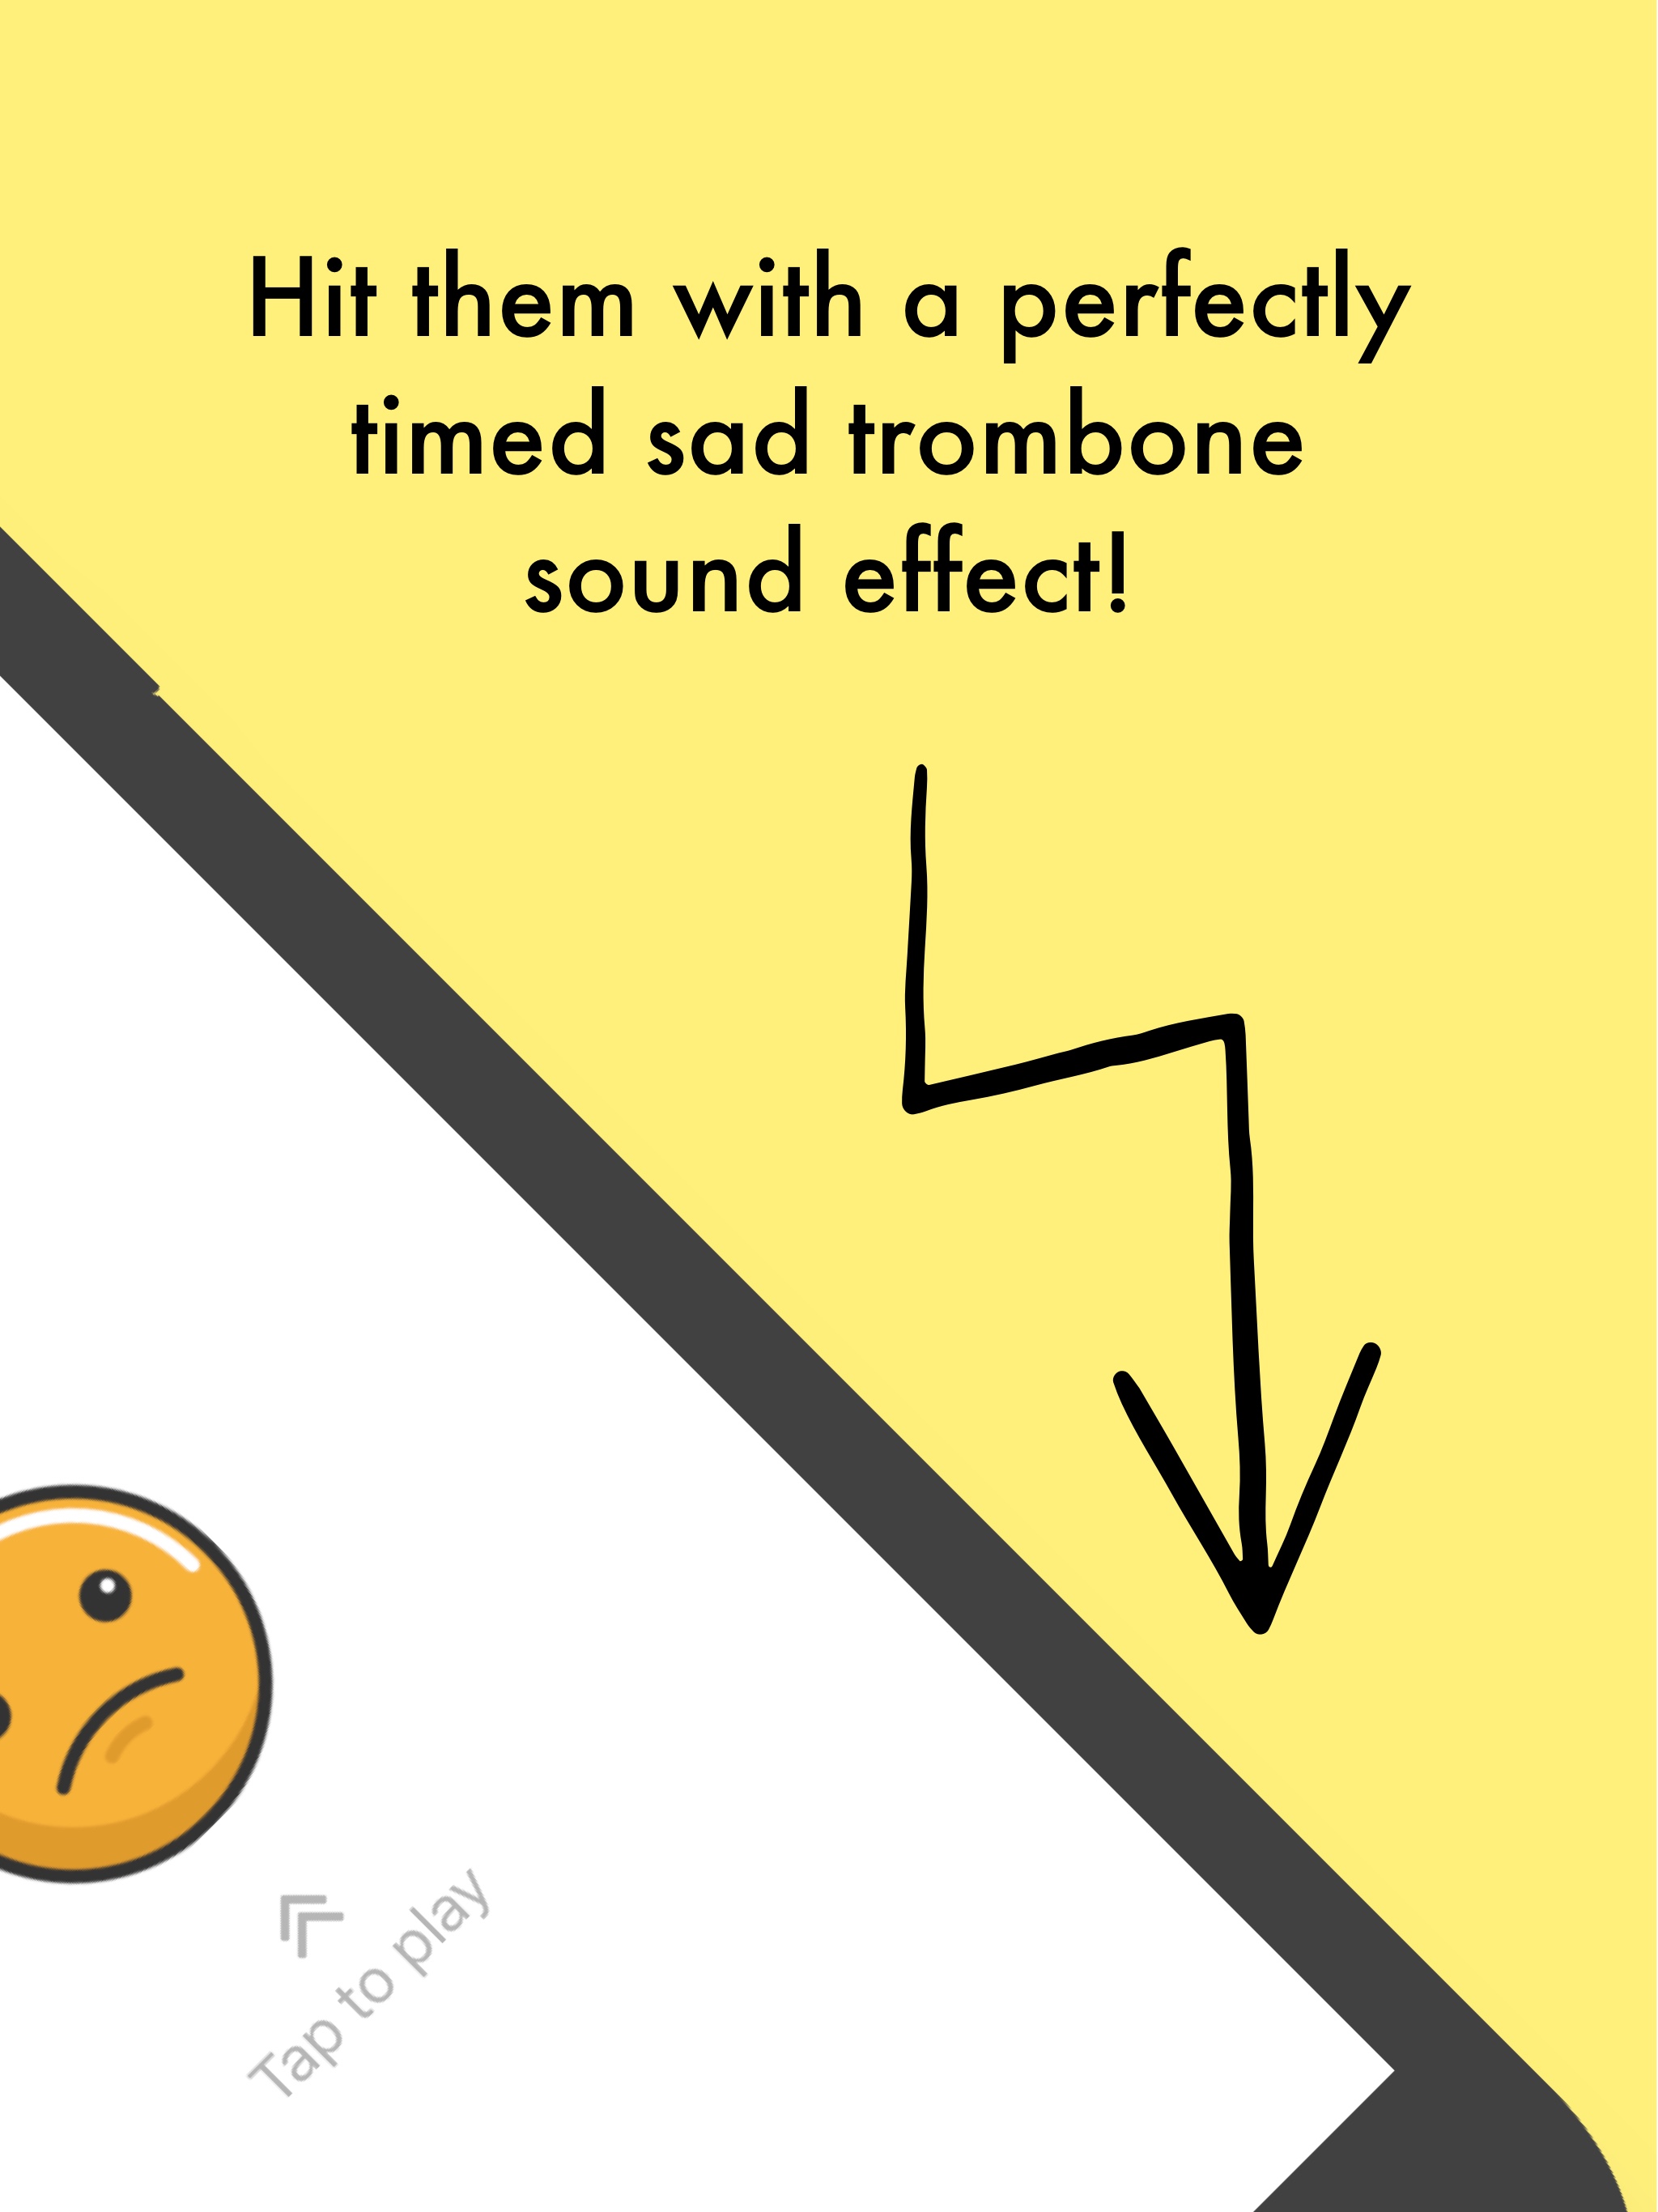 Hit them with a perfectly
timed sad trombone
sound effect!
Tap to play